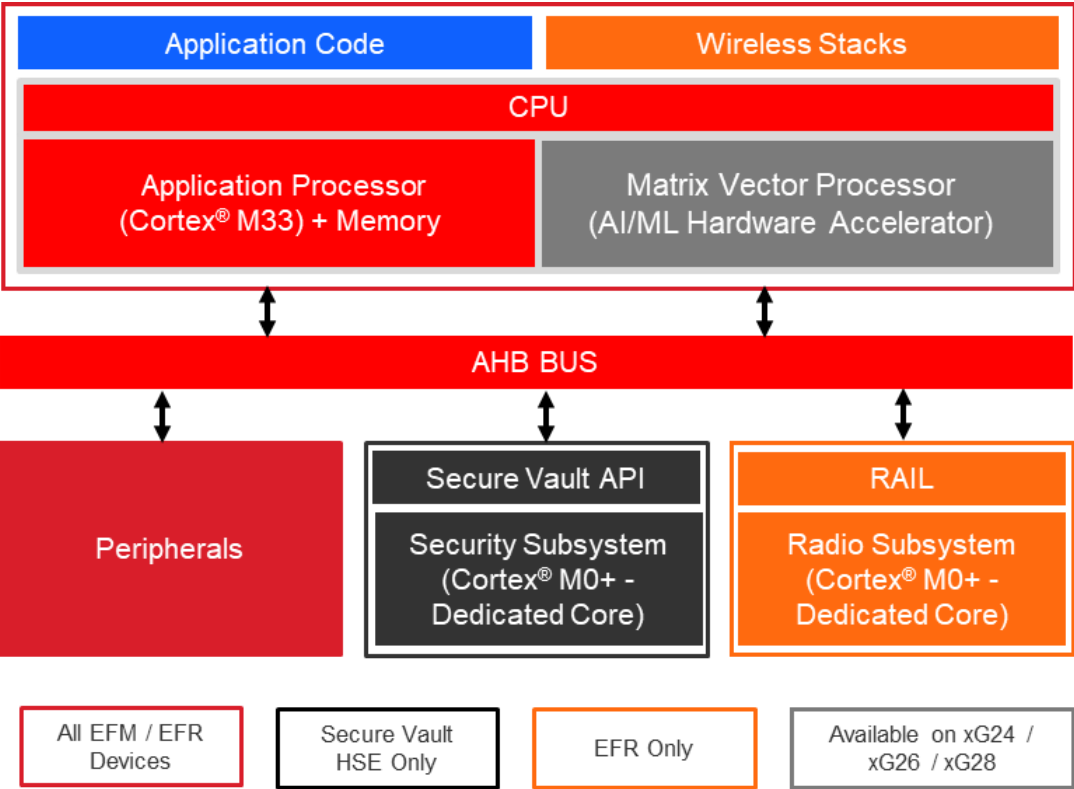 Application Code
Wireless Stacks
CPU
Application Processor
(Cortex® M33) + Memory
Matrix Vector Processor
(AI/ML Hardware Accelerator)
AHB BUS
Peripherals
Secure Vault API
Security Subsystem
(Cortex® M0+ -
Dedicated Core)
RAIL
Radio Subsystem
(Cortex® M0+ -
Dedicated Core)
All EFM / EFR
Devices
Secure Vault
HSE Only
EFR Only
Available on xG24 /
xG26 / xG28